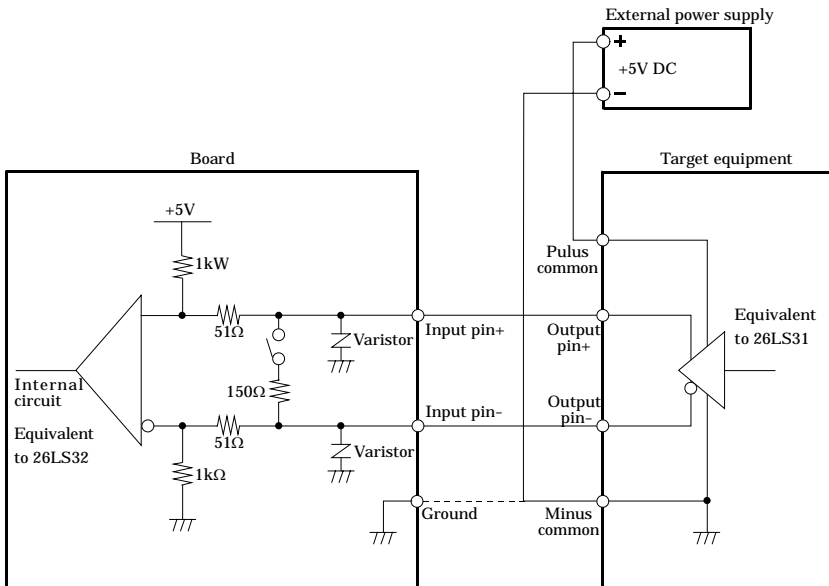 External power supply
+
+5V DC
−
Board
Target equipment
+5V
1kW
Pulus
common
51Ω
Varistor
Input pin+
Output
pin+
Equivalent
to 26LS31
Internal
circuit
150Ω
Input pin−
Output
pin−
Equivalent
to 26LS32
51Ω
Varistor
1kΩ
Ground
Minus
common